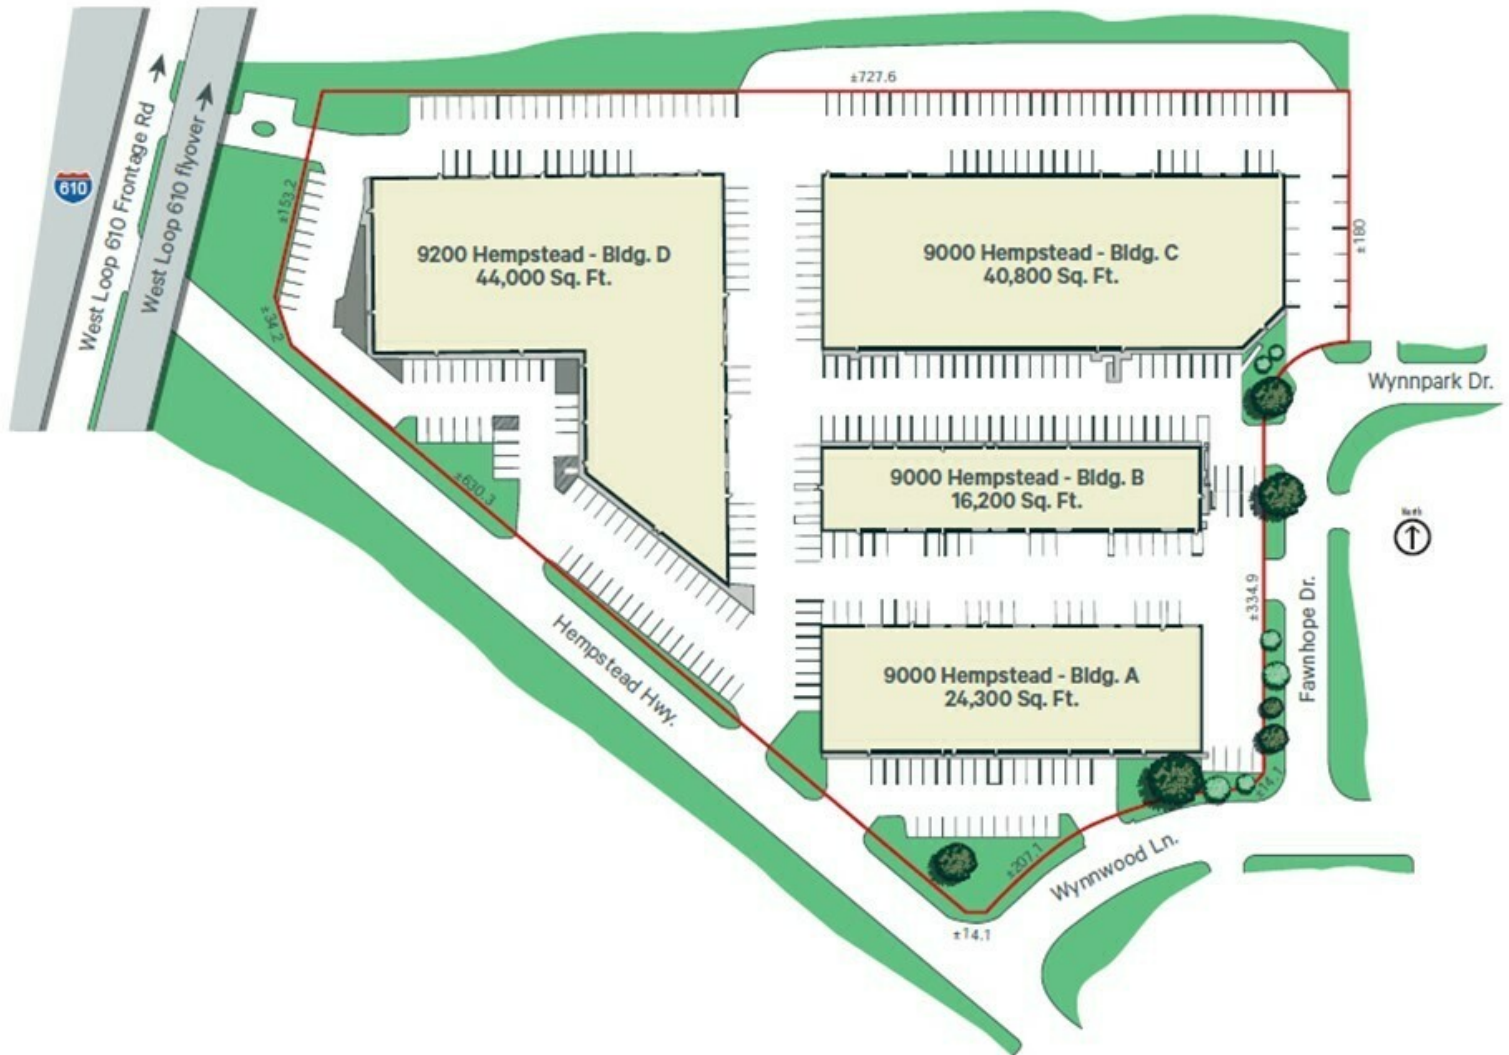 ±727.6
West Loop 610 Frontage Rd
West Loop 610 flyover
610
±153.2
9200 Hempstead - Bldg. D
44,000 Sq. Ft.
9000 Hempstead - Bldg. C
40,800 Sq. Ft.
±180
±34.2
Wynnpark Dr.
±630.3
9000 Hempstead - Bldg. B
16,200 Sq. Ft.
North
±334.9
Fawnhope Dr.
Hempstead Hwy.
9000 Hempstead - Bldg. A
24,300 Sq. Ft.
±14.1
±207.1
Wynnwood Ln.
±14.1